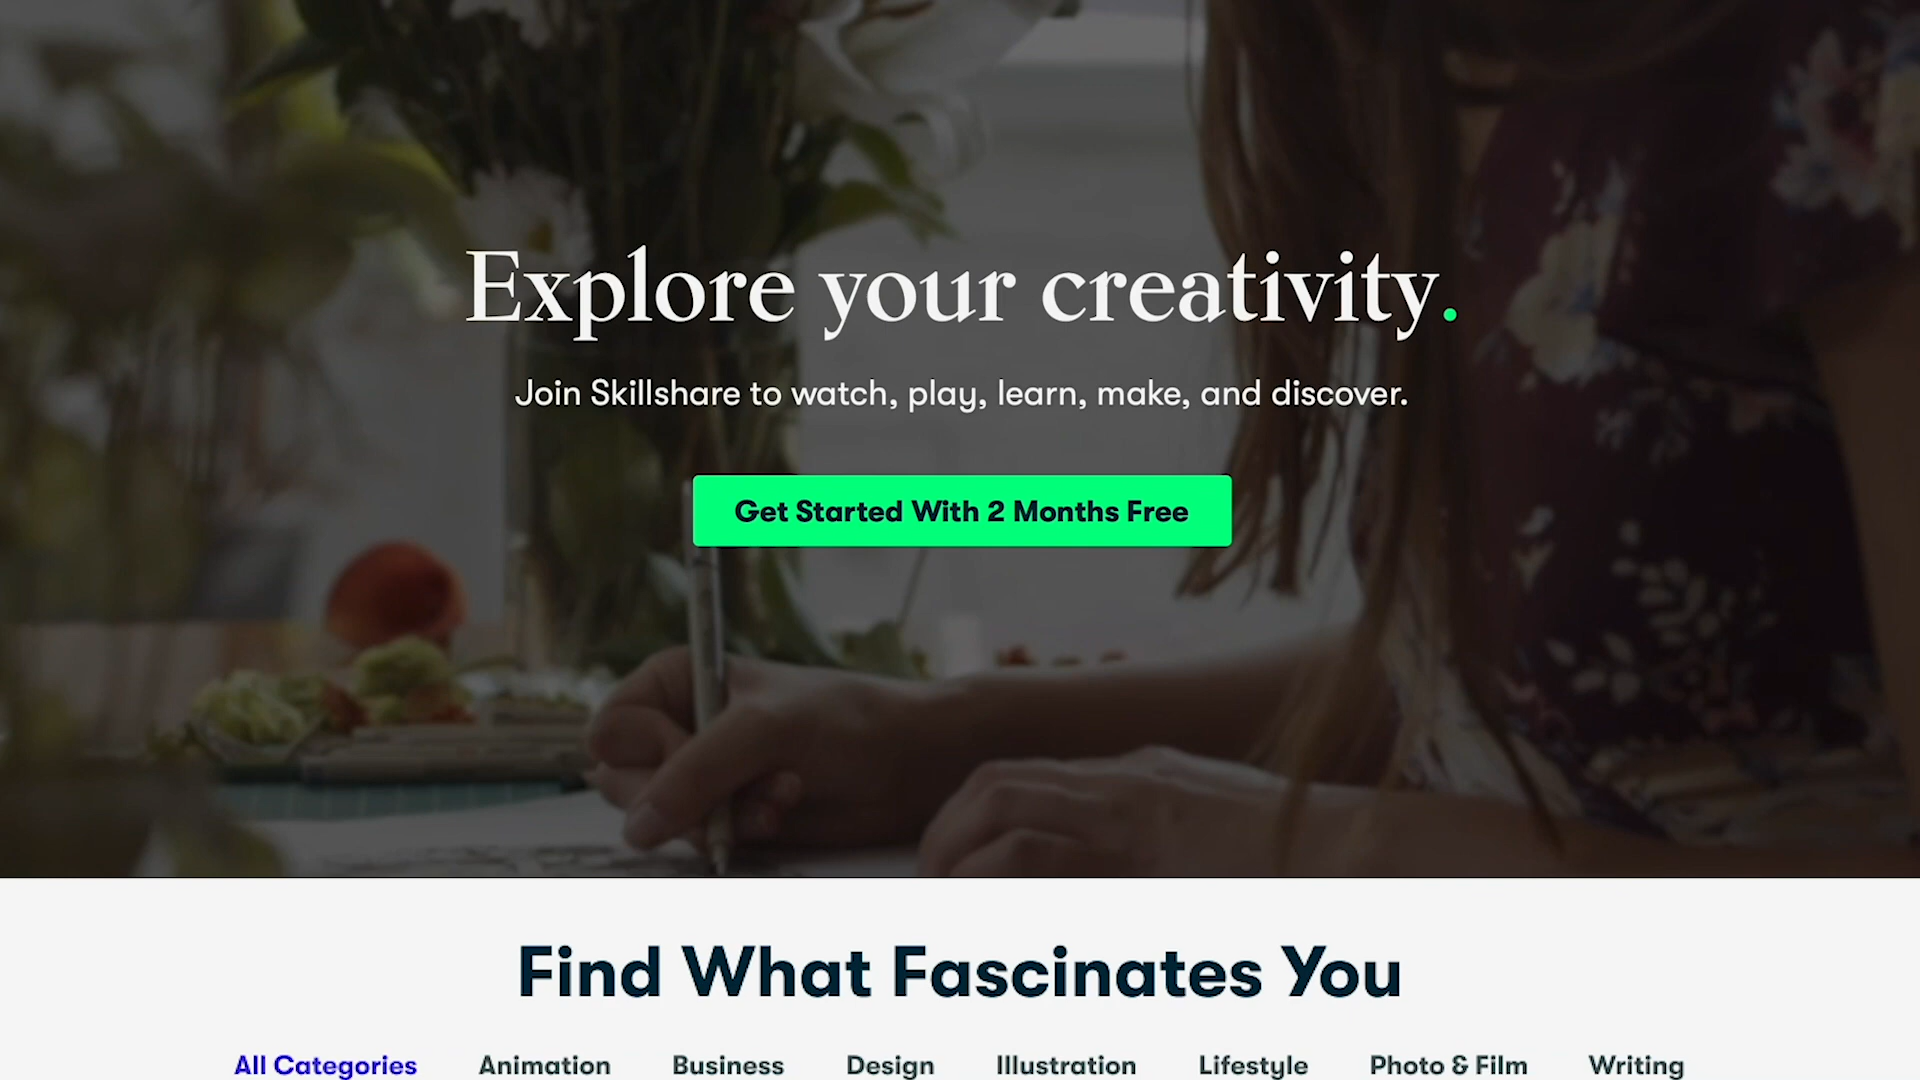 Explore your creativity.
Join Skillshare to watch, play, learn, make, and discover.
Get Started With 2 Months Free
Find What Fascinates You
All Categories Animation Business Design Illustration Lifestyle Photo & Film Writing